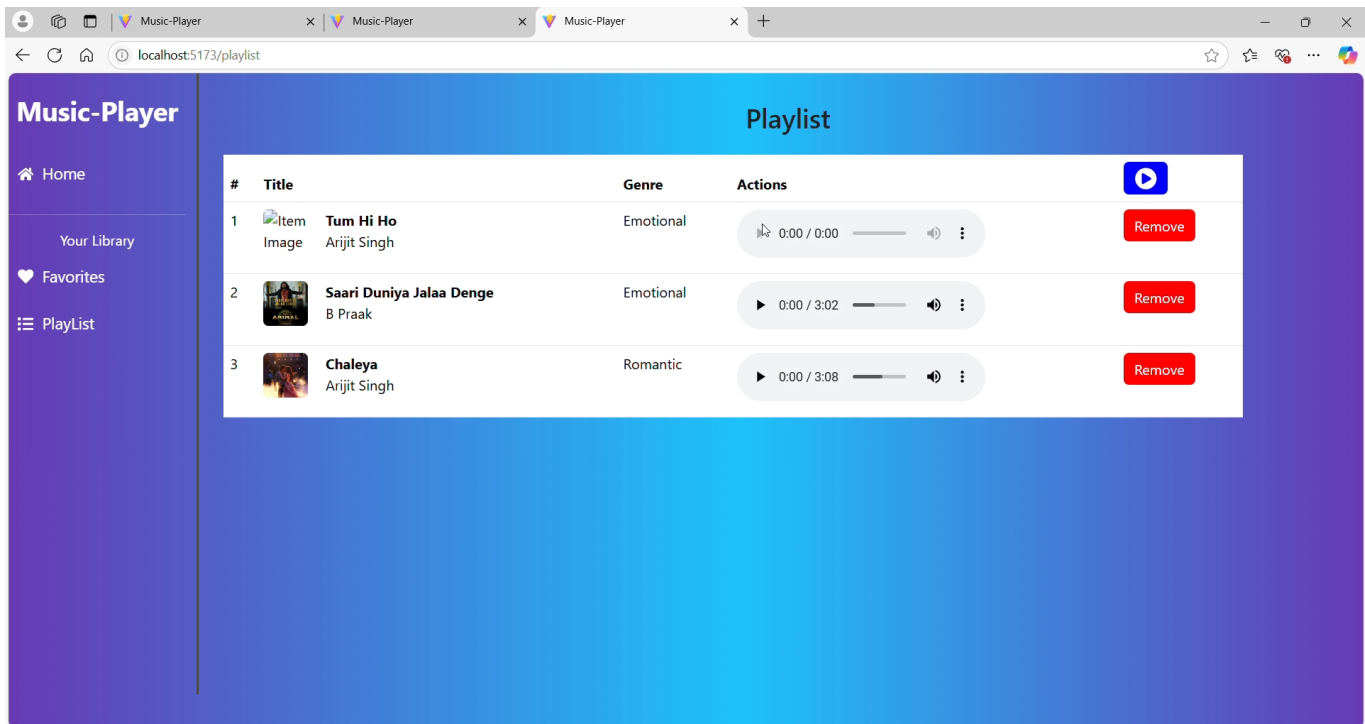 Music-Player
Music-Player
Music-Player
localhost:5173/playlist
Music-Player
Home
Your Library
Favorites
PlayList
Playlist
# Title Genre Actions
1 Item Image Tum Hi Ho Emotional 0:00 / 0:00 Remove
Arijit Singh
2 Saari Duniya Jalaa Denge Emotional 0:00 / 3:02 Remove
B Praak
ANIMAL
3 Chaleya Romantic 0:00 / 3:08 Remove
Arijit Singh